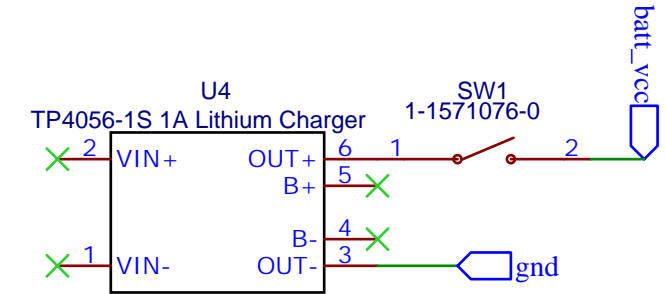 batt_vcc
U4
TP4056-1S 1A Lithium Charger
SW1
1-1571076-0
2 VIN+ OUT+ 6 1 2
B+ 5
B- 4
1 VIN- OUT- 3 gnd